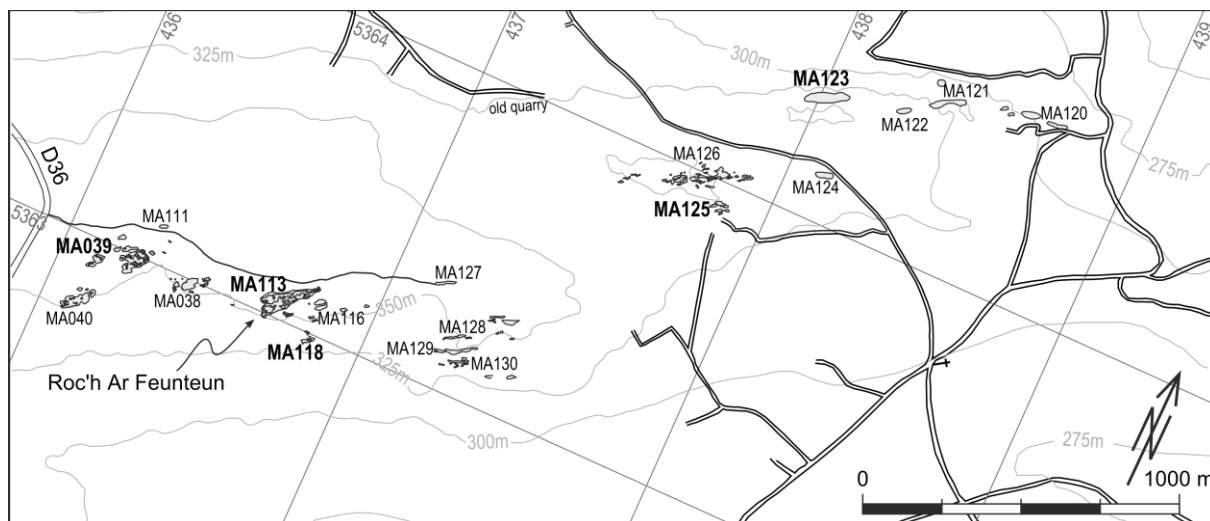 436
5364
437
438
439
325m
300m
MA123
MA121
old quarry
MA122
MA120
D36
MA126
275m
MA124
5363
MA111
MA125
MA039
MA127
MA113
MA038
350m
MA040
MA116
MA128
MA118
MA129
325m
MA130
Roc'h Ar Feunteun
300m
275m
0
1000 m
N